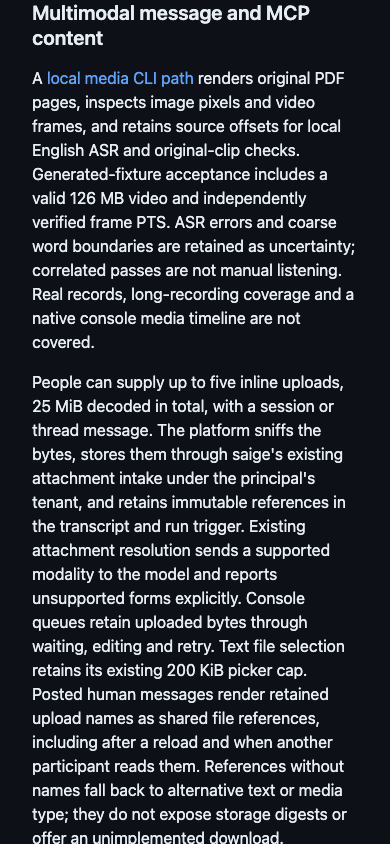 Multimodal message and MCP
content
A local media CLI path renders original PDF
pages, inspects image pixels and video
frames, and retains source offsets for local
English ASR and original-clip checks.
Generated-fixture acceptance includes a
valid 126 MB video and independently
verified frame PTS. ASR errors and coarse
word boundaries are retained as uncertainty;
correlated passes are not manual listening.
Real records, long-recording coverage and a
native console media timeline are not
covered.
People can supply up to five inline uploads,
25 MiB decoded in total, with a session or
thread message. The platform sniffs the
bytes, stores them through saige's existing
attachment intake under the principal's
tenant, and retains immutable references in
the transcript and run trigger. Existing
attachment resolution sends a supported
modality to the model and reports
unsupported forms explicitly. Console
queues retain uploaded bytes through
waiting, editing and retry. Text file selection
retains its existing 200 KiB picker cap.
Posted human messages render retained
upload names as shared file references,
including after a reload and when another
participant reads them. References without
names fall back to alternative text or media
type; they do not expose storage digests or
offer an unimplemented download.